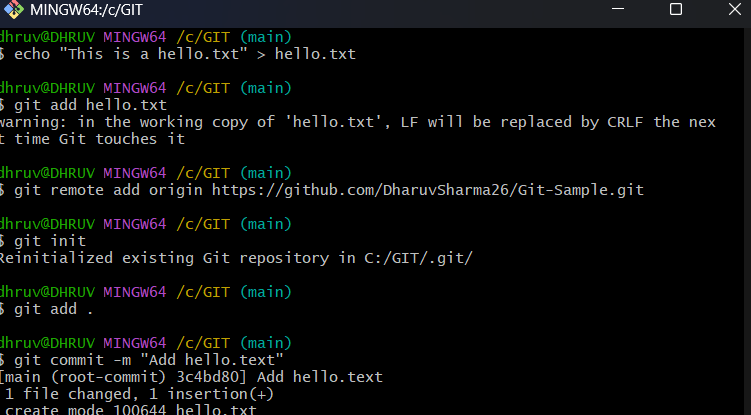 MINGW64:/c/GIT
dhruv@DHRUV MINGW64 /c/GIT (main)
$ echo "This is a hello.txt" > hello.txt
dhruv@DHRUV MINGW64 /c/GIT (main)
$ git add hello.txt
warning: in the working copy of 'hello.txt', LF will be replaced by CRLF the nex
t time Git touches it
dhruv@DHRUV MINGW64 /c/GIT (main)
$ git remote add origin https://github.com/DharuvSharma26/Git-Sample.git
dhruv@DHRUV MINGW64 /c/GIT (main)
$ git init
Reinitialized existing Git repository in C:/GIT/.git/
dhruv@DHRUV MINGW64 /c/GIT (main)
$ git add .
dhruv@DHRUV MINGW64 /c/GIT (main)
$ git commit -m "Add hello.text"
[main (root-commit) 3c4bd80] Add hello.text
1 file changed, 1 insertion(+)
create mode 100644 hello.txt